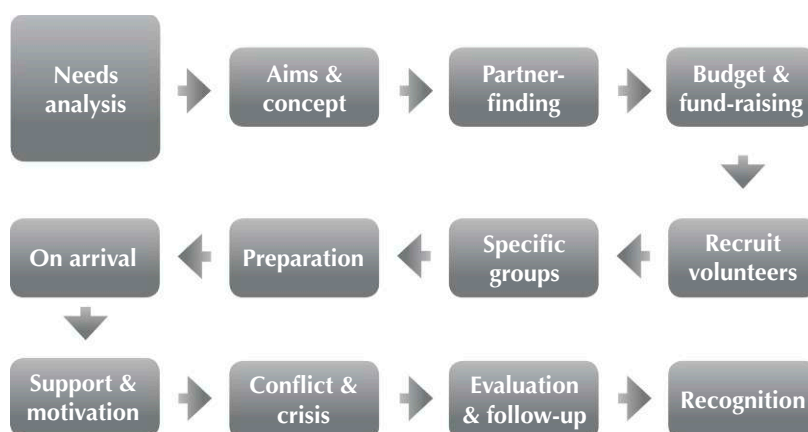 Needs
analysis
Aims &
concept
Partner-
finding
Budget &
fund-raising
Recruit
volunteers
Specific
groups
Preparation
On arrival
Support &
motivation
Conflict &
crisis
Evaluation
& follow-up
Recognition